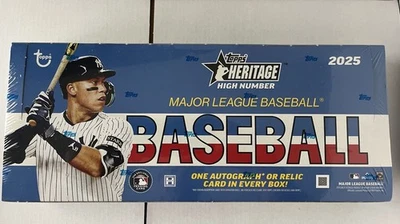 Topps
Topps
HERITAGE
HIGH NUMBER
2025
MAJOR LEAGUE BASEBALL®
BASEBALL
ONE AUTOGRAPH OR RELIC
CARD IN EVERY BOX!
MAJOR LEAGUE BASEBALL